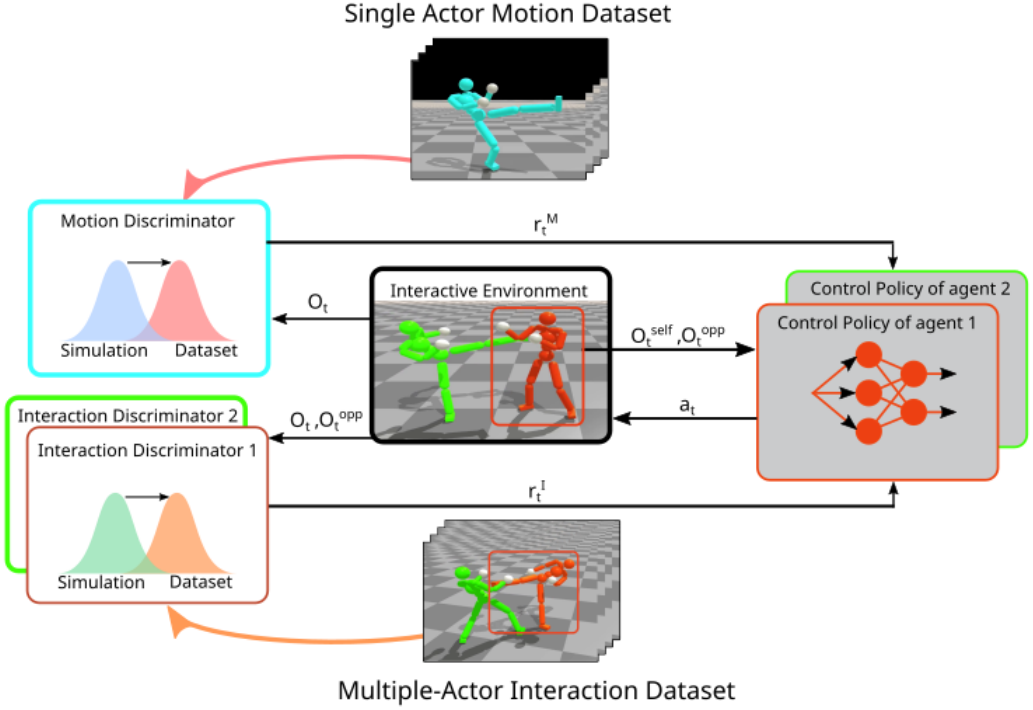 Single Actor Motion Dataset
Motion Discriminator
Simulation Dataset
r_t^M
O_t
Interactive Environment
O_t^self ,O_t^opp
a_t
Control Policy of agent 2
Control Policy of agent 1
Interaction Discriminator 2
Interaction Discriminator 1
Simulation Dataset
O_t ,O_t^opp
r_t^I
Multiple-Actor Interaction Dataset